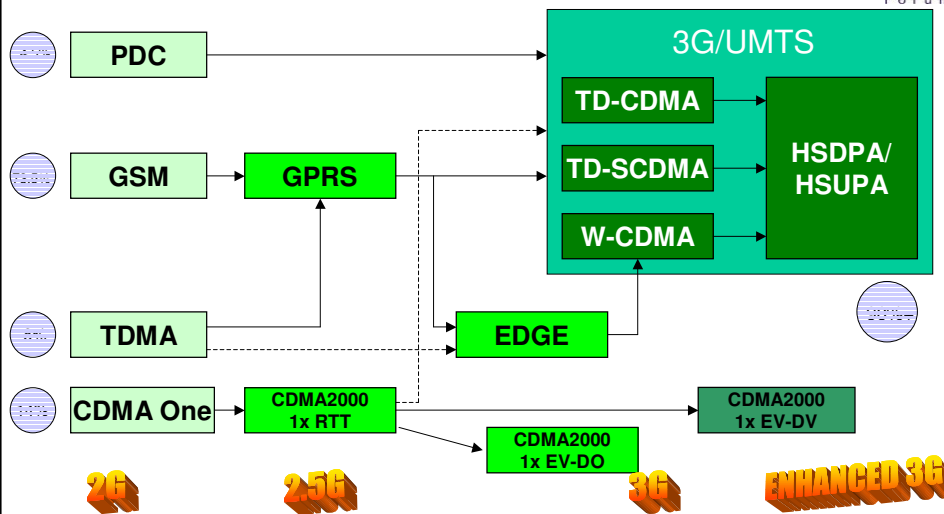 3G/UMTS
PDC
TD-CDMA
HSDPA/
HSUPA
GSM
GPRS
TD-SCDMA
W-CDMA
TDMA
EDGE
CDMA One
CDMA2000
1x RTT
CDMA2000
1x EV-DV
CDMA2000
1x EV-DO
2G
2.5G
3G
ENHANCED 3G